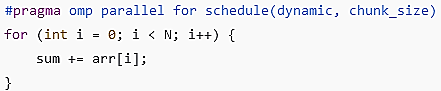 #pragma omp parallel for schedule(dynamic, chunk_size)
for (int i = 0; i < N; i++) {
    sum += arr[i];
}